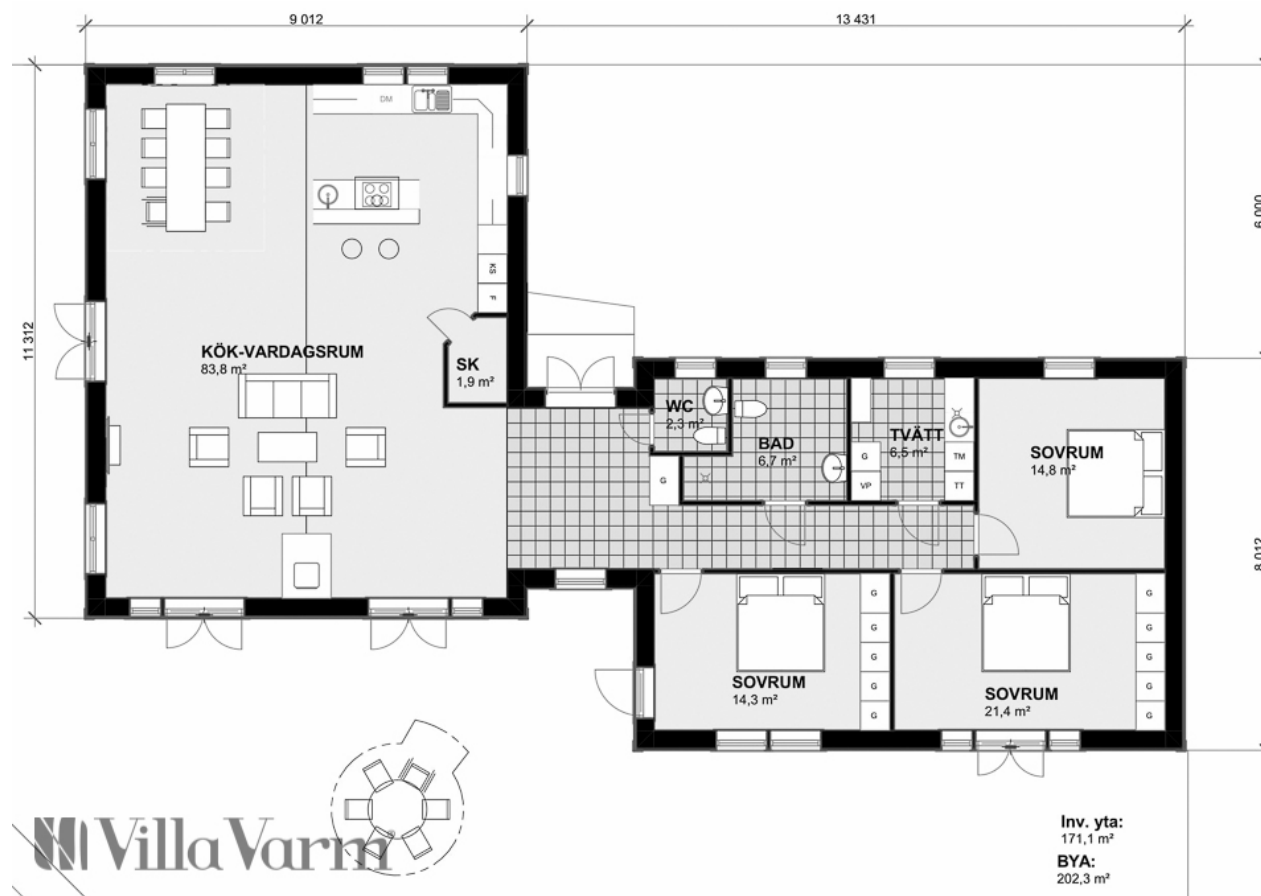 9 012
13 431
11 312
6 000
8 012
DM
KS
F
KÖK-VARDAGSRUM
83,8 m²
SK
1,9 m²
WC
2,3 m²
BAD
6,7 m²
TVÄTT
6,5 m²
G
VP
TM
TT
G
SOVRUM
14,8 m²
SOVRUM
14,3 m²
G
G
G
G
G
SOVRUM
21,4 m²
G
G
G
G
G
Villa Varm
Inv. yta:
171,1 m²
BYA:
202,3 m²